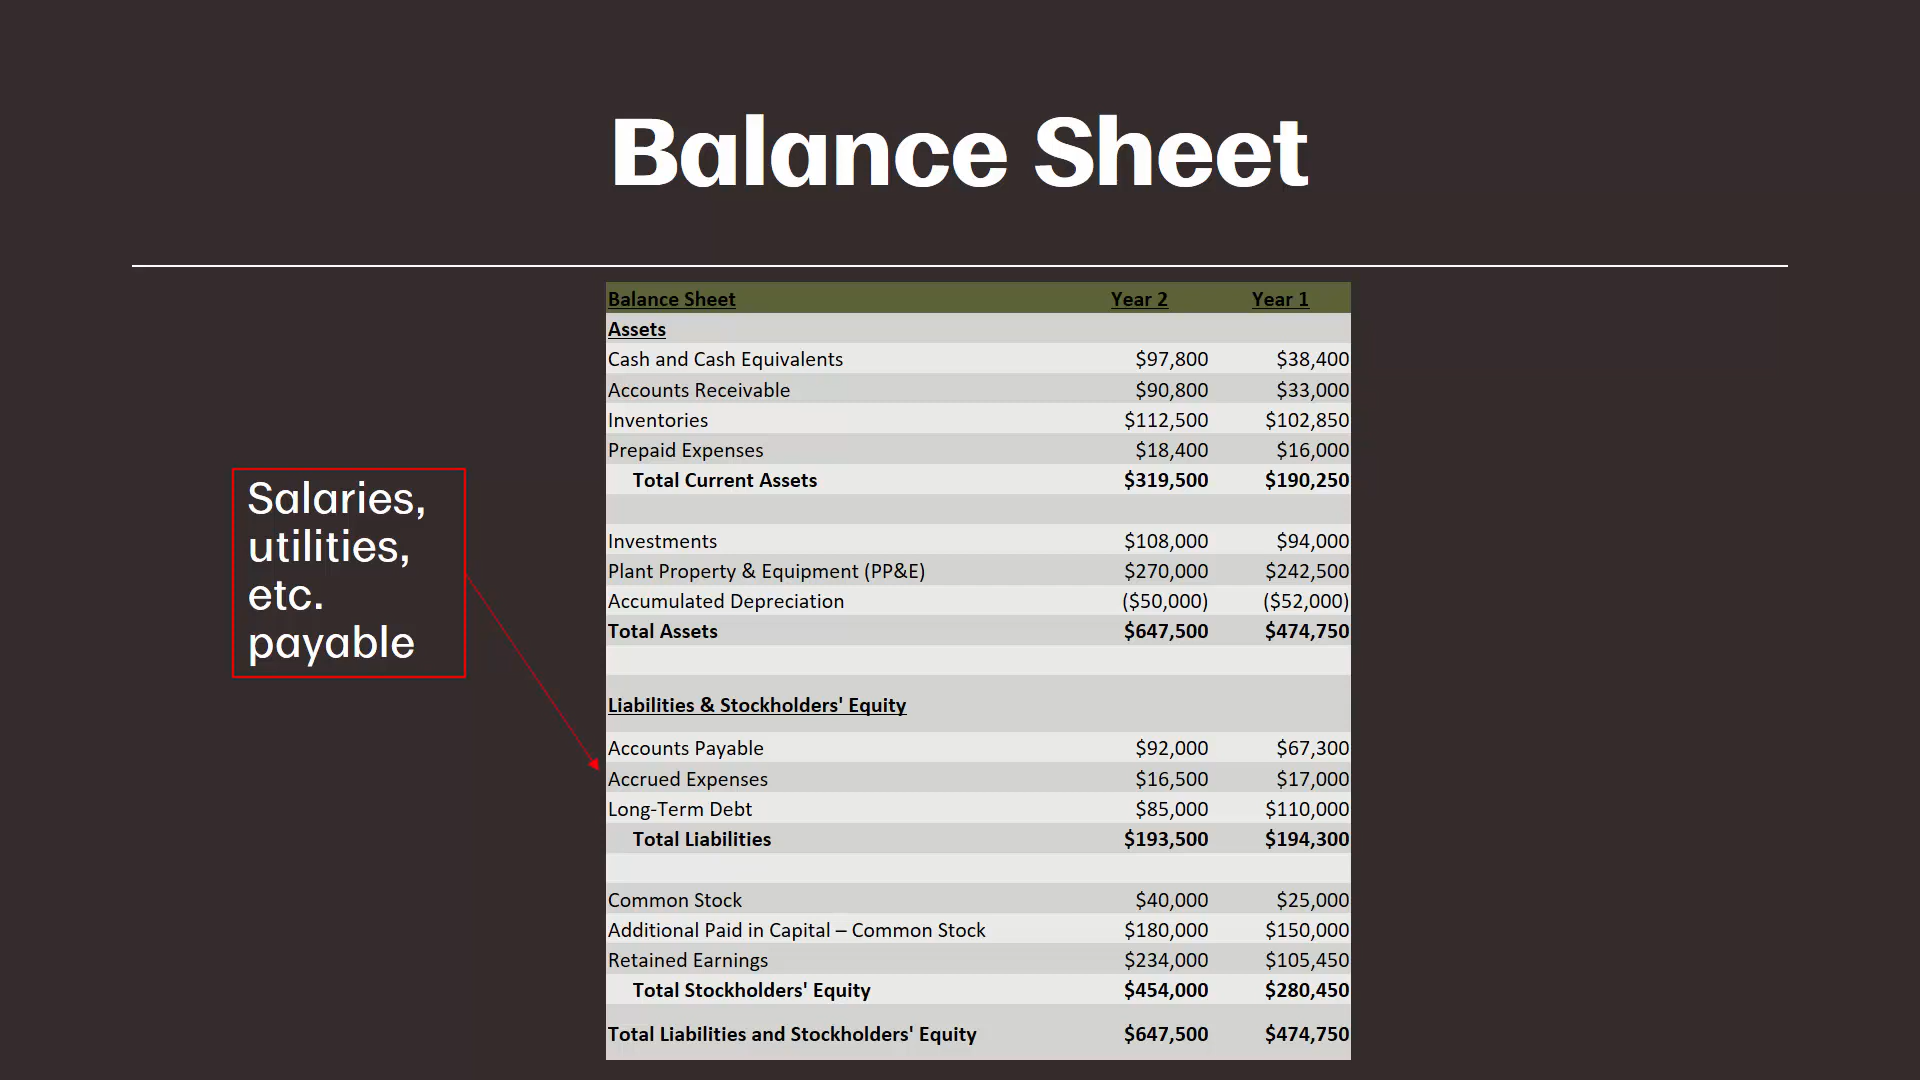 Balance Sheet
Balance Sheet Year 2 Year 1
Assets
Cash and Cash Equivalents $97,800 $38,400
Accounts Receivable $90,800 $33,000
Inventories $112,500 $102,850
Prepaid Expenses $18,400 $16,000
Total Current Assets $319,500 $190,250
Investments $108,000 $94,000
Plant Property & Equipment (PP&E) $270,000 $242,500
Accumulated Depreciation ($50,000) ($52,000)
Total Assets $647,500 $474,750
Liabilities & Stockholders' Equity
Accounts Payable $92,000 $67,300
Accrued Expenses $16,500 $17,000
Long-Term Debt $85,000 $110,000
Total Liabilities $193,500 $194,300
Common Stock $40,000 $25,000
Additional Paid in Capital – Common Stock $180,000 $150,000
Retained Earnings $234,000 $105,450
Total Stockholders' Equity $454,000 $280,450
Total Liabilities and Stockholders' Equity $647,500 $474,750
Salaries,
utilities,
etc.
payable